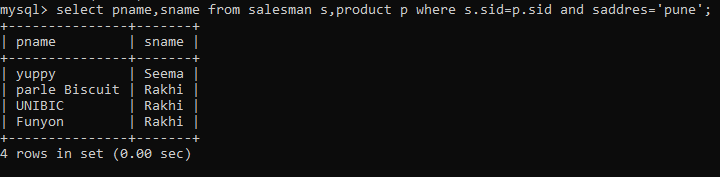 mysql> select pname,sname from salesman s,product p where s.sid=p.sid and saddres='pune';
+---------------+-------+
| pname         | sname |
+---------------+-------+
| yuppy         | Seema |
| parle Biscuit | Rakhi |
| UNIBIC        | Rakhi |
| Funyon        | Rakhi |
+---------------+-------+
4 rows in set (0.00 sec)